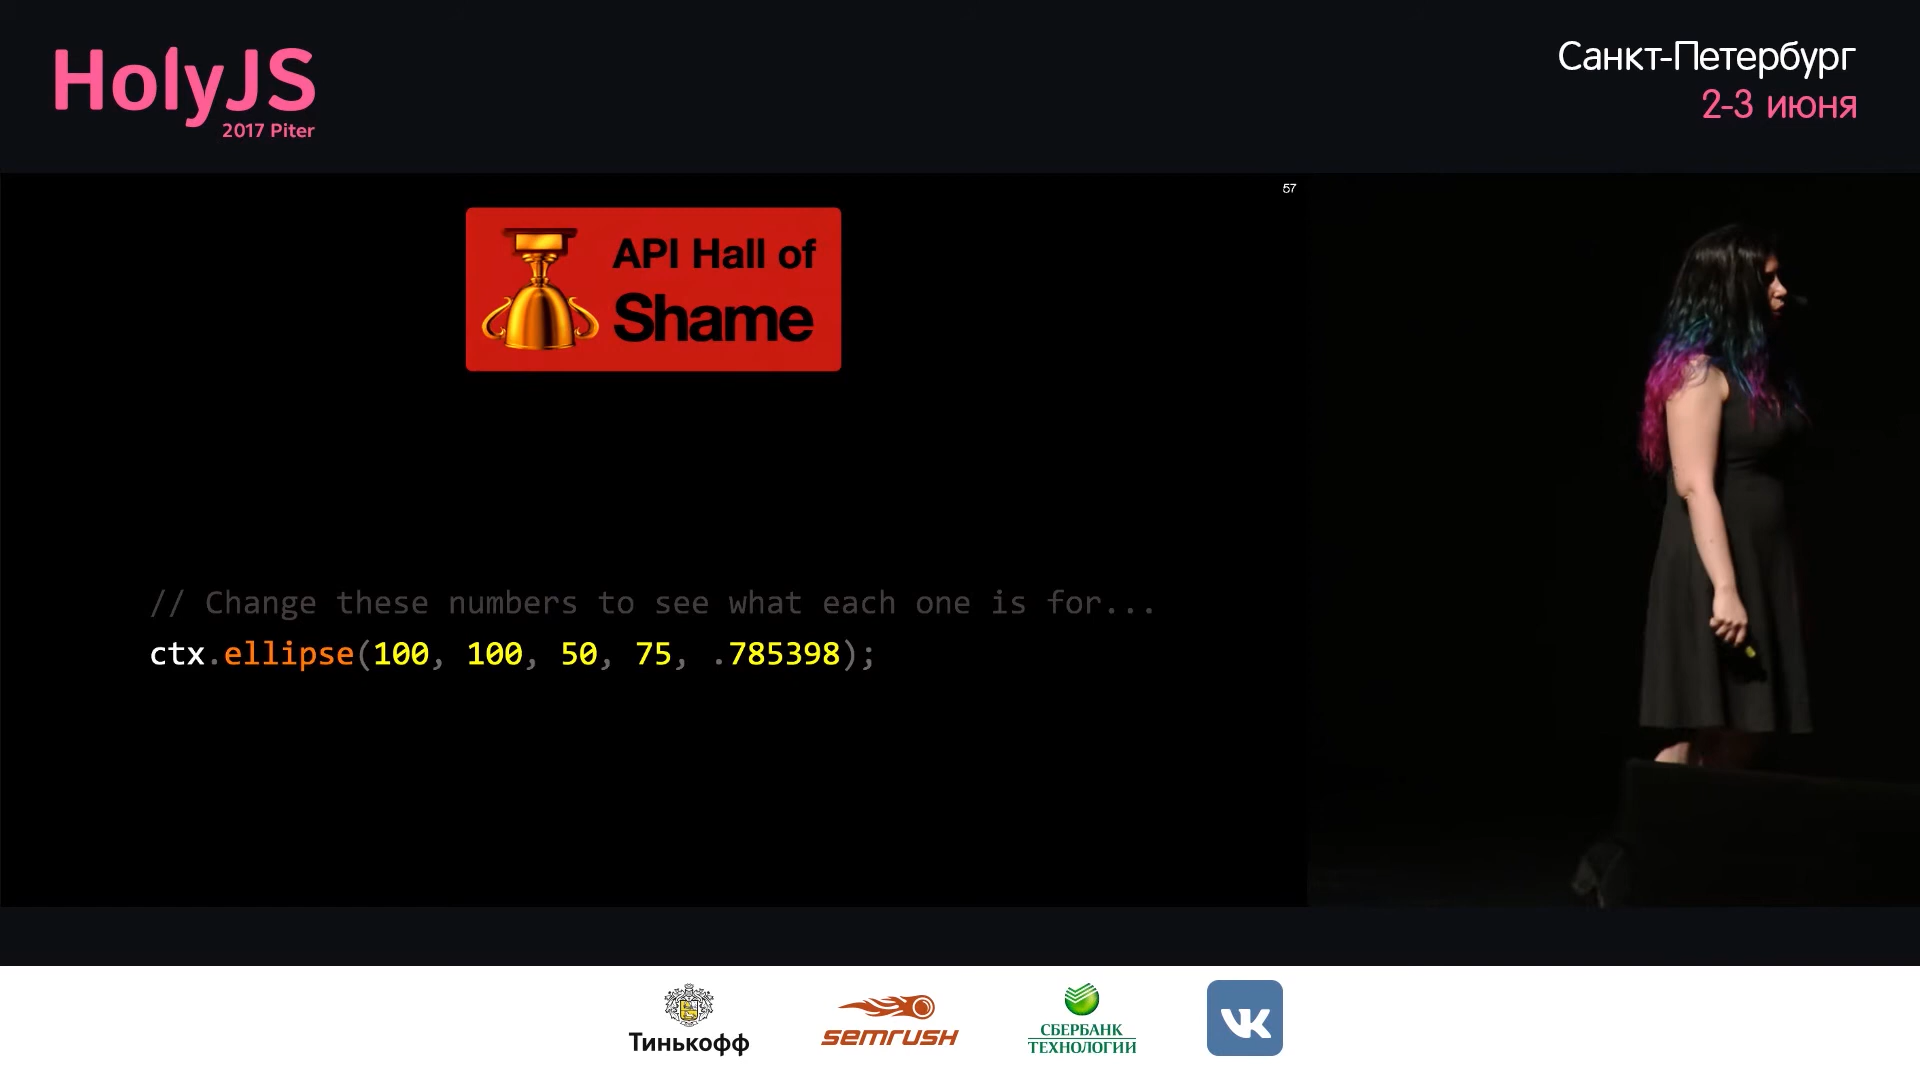 HolyJS
2017 Piter
Санкт-Петербург
2-3 июня
57
API Hall of
Shame
// Change these numbers to see what each one is for...
ctx.ellipse(100, 100, 50, 75, .785398);
Тинькофф
semrush
СБЕРБАНК
ТЕХНОЛОГИИ
VK